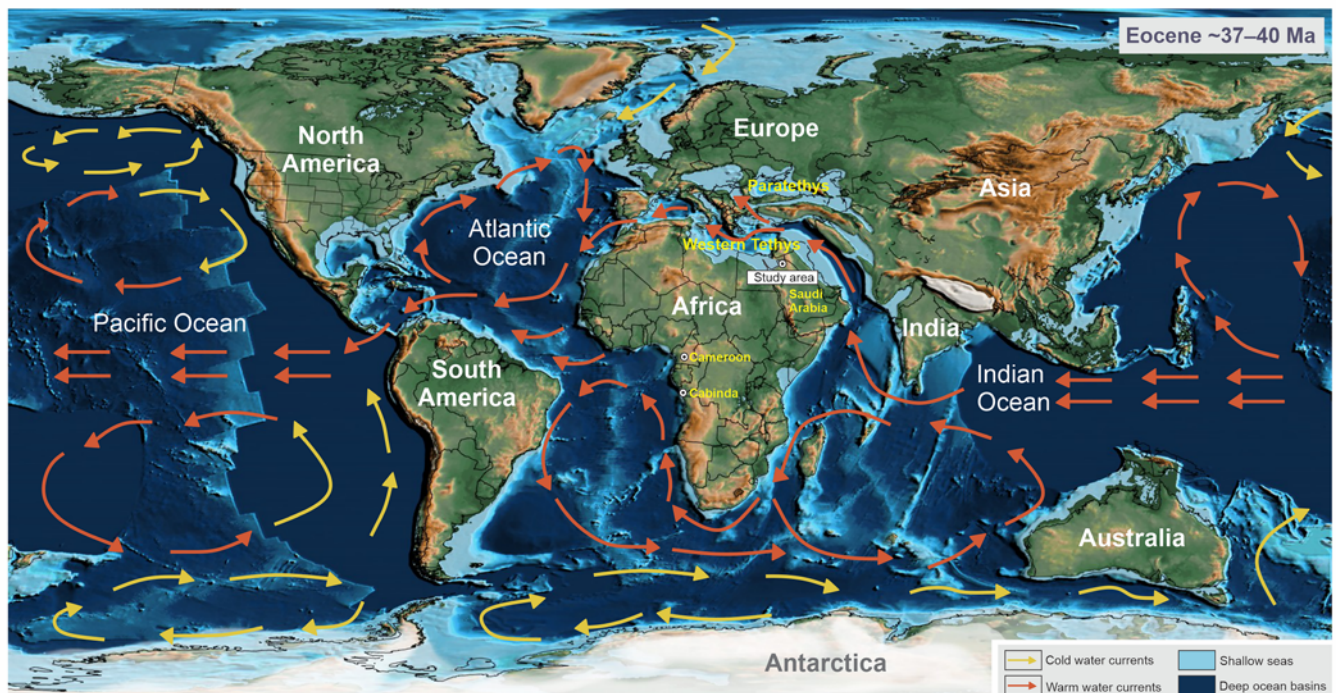 Eocene ~37–40 Ma
North
America
Europe
Asia
Paratethys
Atlantic
Ocean
Western Tethys
Study area
Saudi
Arabia
Africa
India
Pacific Ocean
South
America
Cameroon
Cabinda
Indian
Ocean
Australia
Antarctica
Cold water currents
Shallow seas
Warm water currents
Deep ocean basins